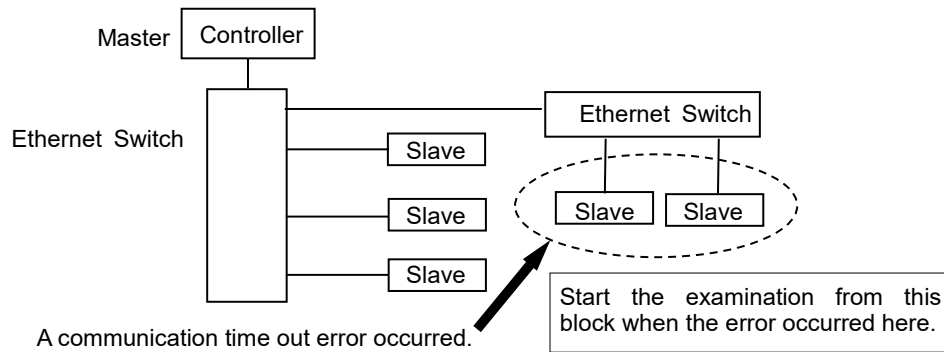 Master
Controller
Ethernet Switch
Ethernet Switch
Slave
Slave
Slave
Slave
Slave
A communication time out error occurred.
Start the examination from this
block when the error occurred here.